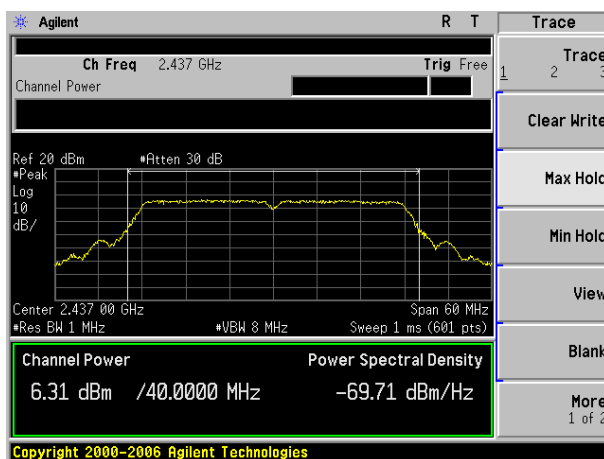 Agilent R T Trace
Ch Freq 2.437 GHz Trig Free
Channel Power
Trace
1 2 3
Clear Write
Max Hold
Min Hold
View
Blank
More
1 of 2
Ref 20 dBm #Atten 30 dB
#Peak
Log
10
dB/
Center 2.437 00 GHz Span 60 MHz
#Res BW 1 MHz #VBW 8 MHz Sweep 1 ms (601 pts)
Channel Power Power Spectral Density
6.31 dBm /40.0000 MHz -69.71 dBm/Hz
Copyright 2000-2006 Agilent Technologies